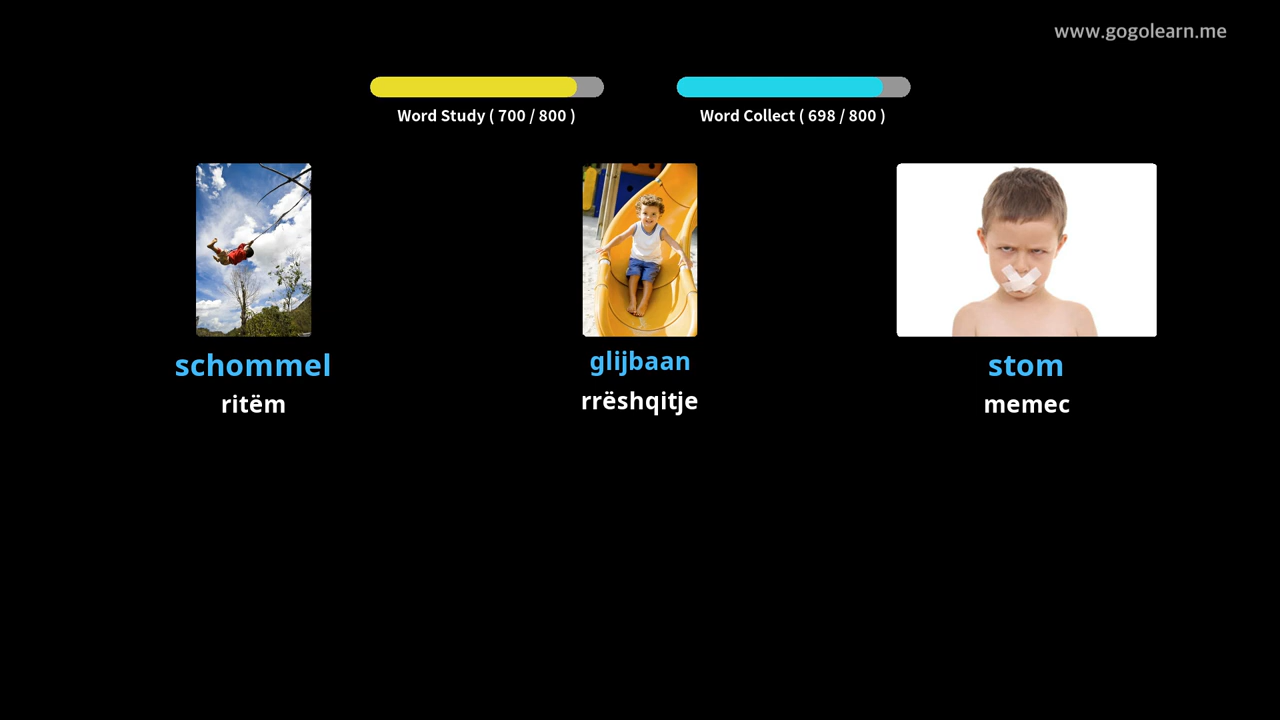 www.gogolearn.me
Word Study ( 700 / 800 )
Word Collect ( 698 / 800 )
schommel
ritëm
glijbaan
rrëshqitje
stom
memec